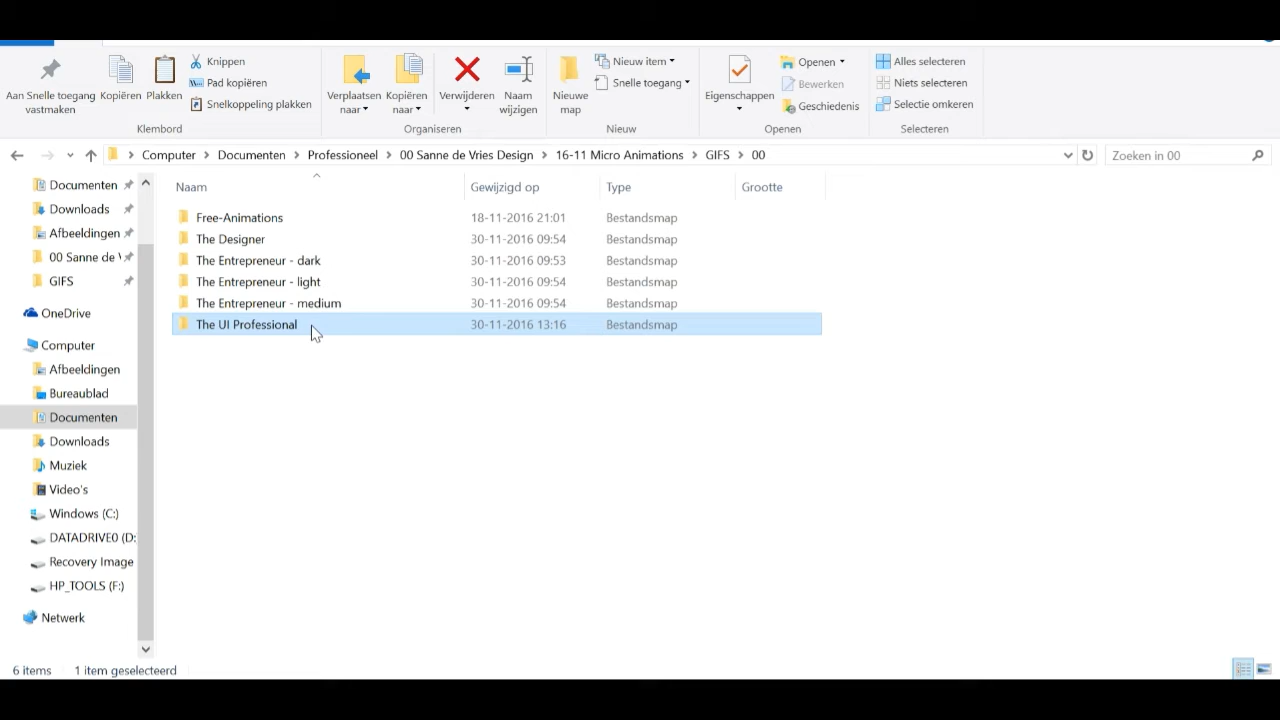 Aan Snelle toegang vastmaken
Kopiëren
Plakken
Knippen
Pad kopiëren
Snelkoppeling plakken
Klembord
Verplaatsen naar
Kopiëren naar
Verwijderen
Naam wijzigen
Organiseren
Nieuwe map
Nieuw item
Snelle toegang
Nieuw
Eigenschappen
Openen
Bewerken
Geschiedenis
Openen
Alles selecteren
Niets selecteren
Selectie omkeren
Selecteren
Computer > Documenten > Professioneel > 00 Sanne de Vries Design > 16-11 Micro Animations > GIFS > 00
Zoeken in 00
Documenten
Downloads
Afbeeldingen
00 Sanne de
GIFS
OneDrive
Computer
Afbeeldingen
Bureaublad
Documenten
Downloads
Muziek
Video's
Windows (C:)
DATADRIVE0 (D:
Recovery Image
HP_TOOLS (F:)
Netwerk
Naam Gewijzigd op Type Grootte
Free-Animations 18-11-2016 21:01 Bestandsmap
The Designer 30-11-2016 09:54 Bestandsmap
The Entrepreneur - dark 30-11-2016 09:53 Bestandsmap
The Entrepreneur - light 30-11-2016 09:54 Bestandsmap
The Entrepreneur - medium 30-11-2016 09:54 Bestandsmap
The UI Professional 30-11-2016 13:16 Bestandsmap
6 items 1 item geselecteerd